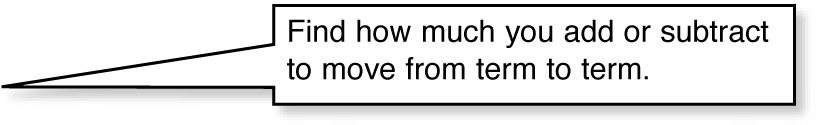 Find how much you add or subtract
to move from term to term.